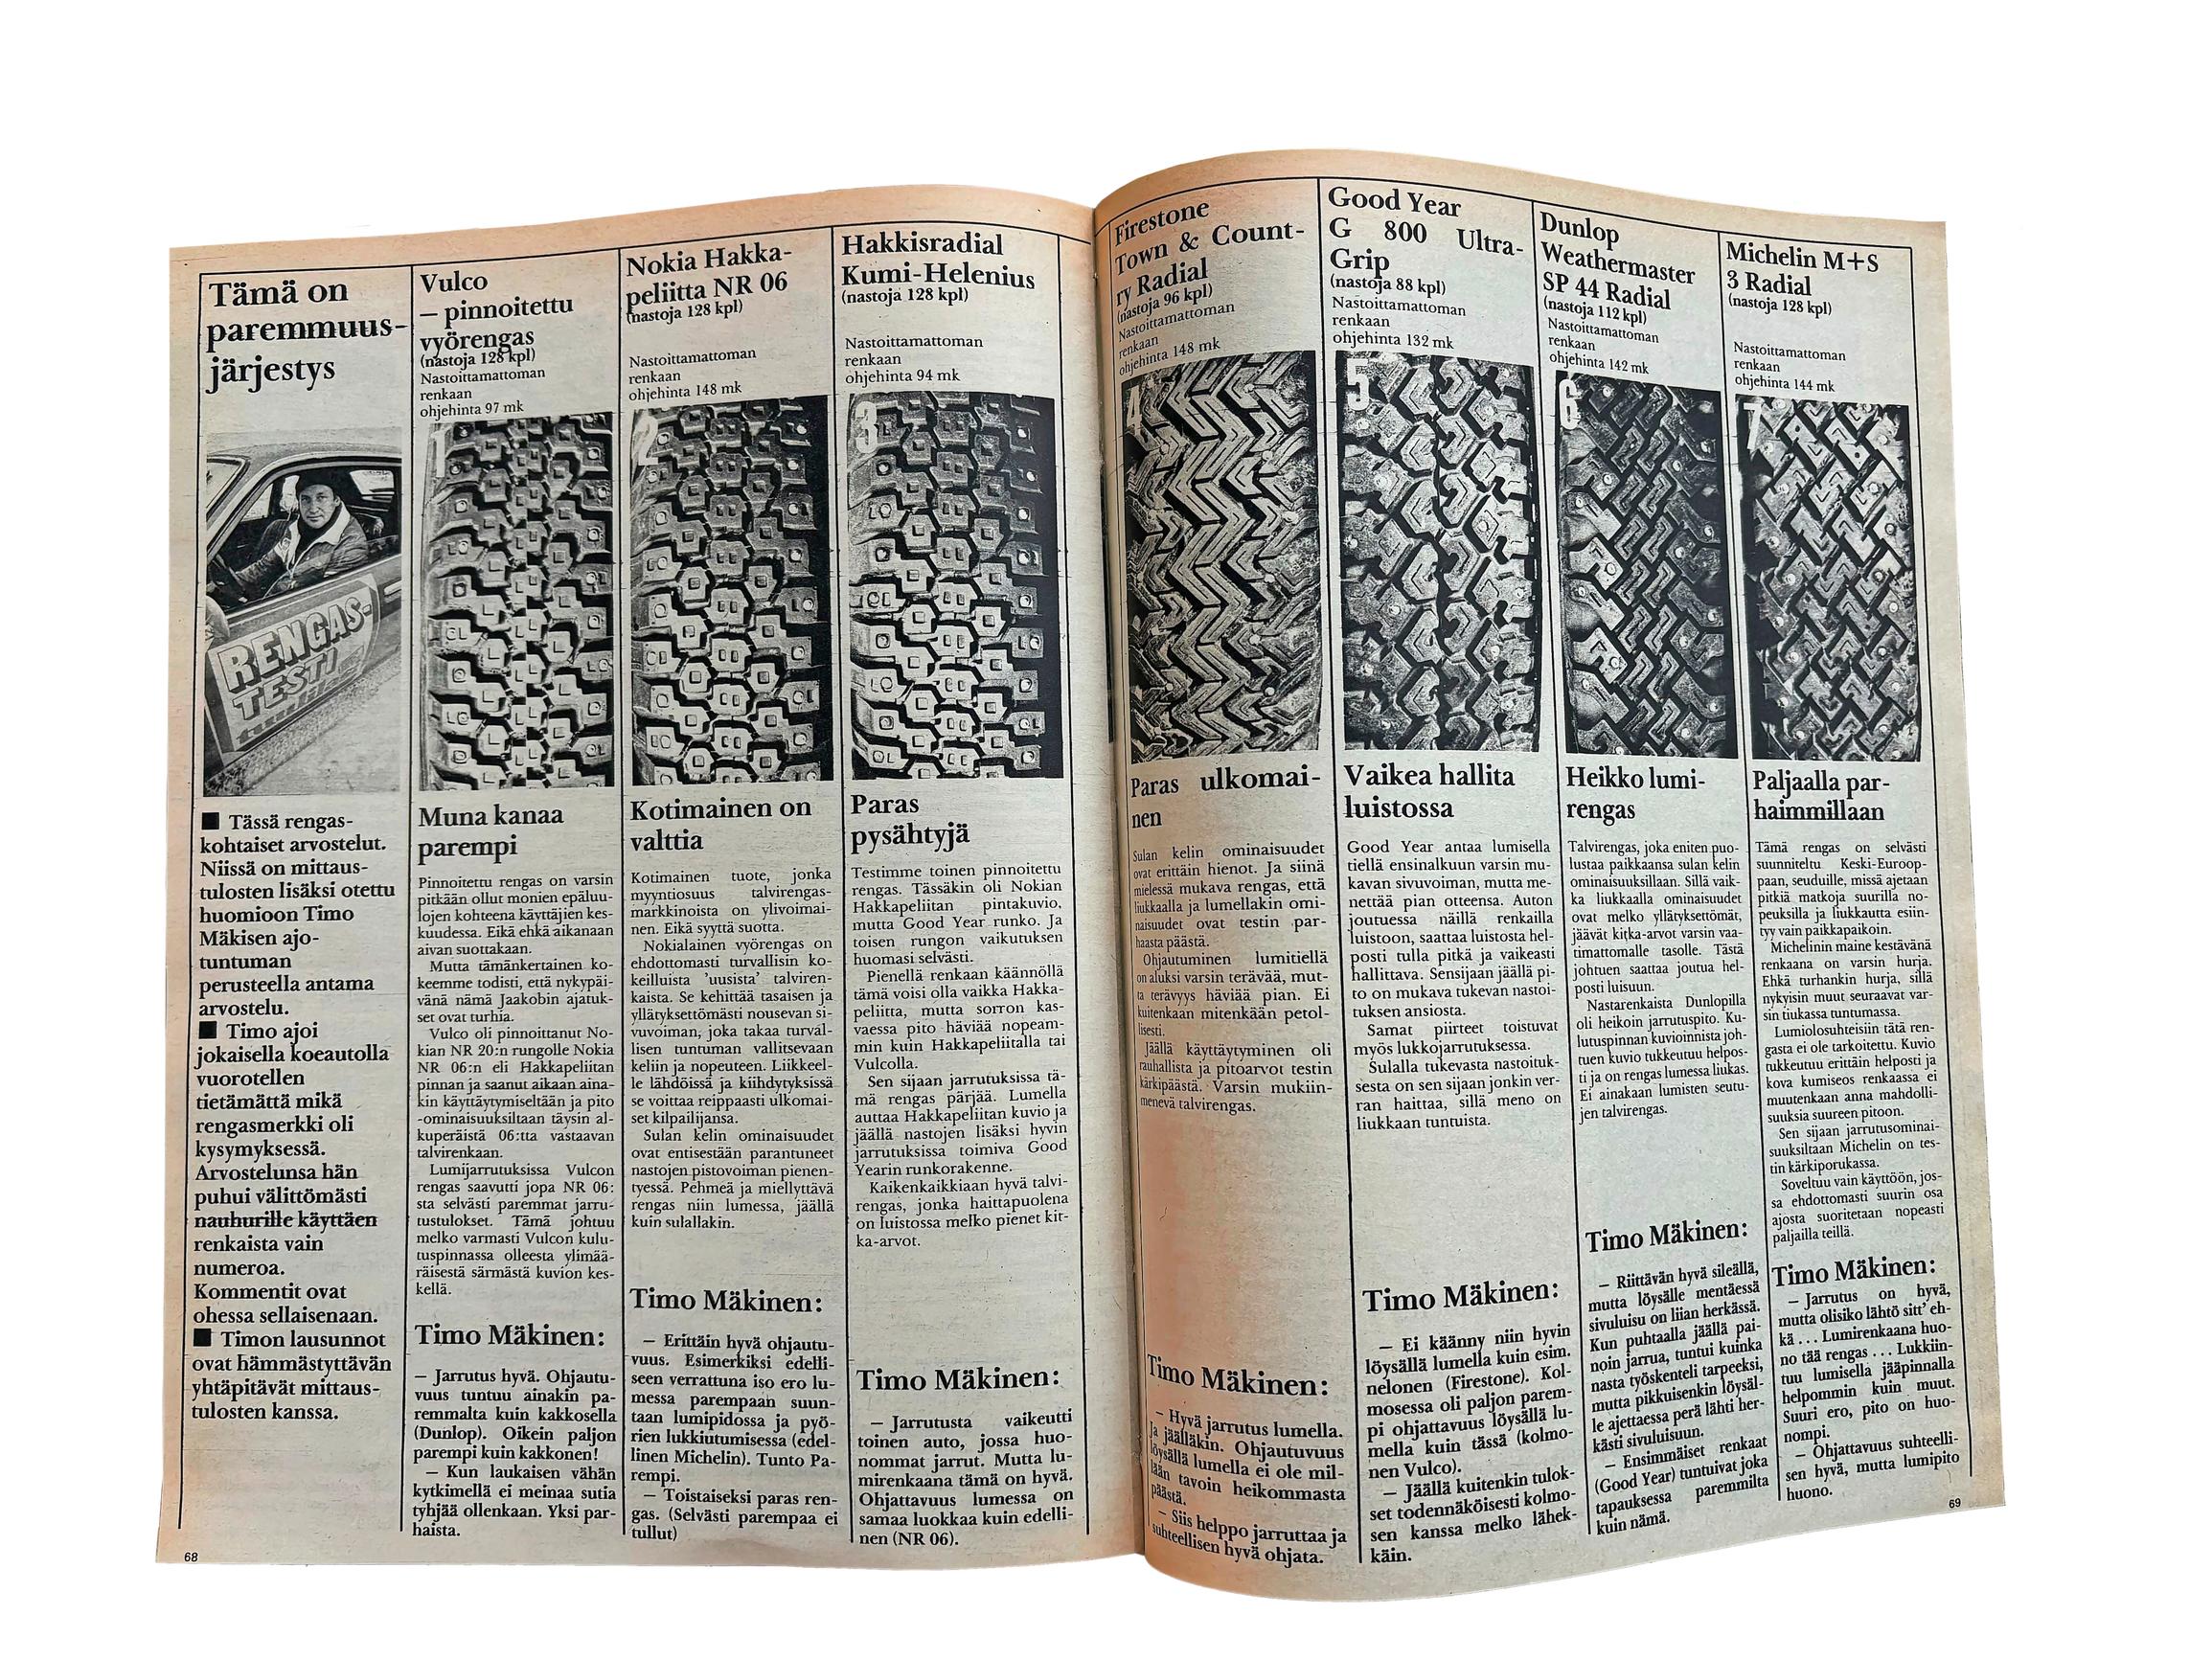 Tämä on
paremmuus-
järjestys
RENGAS-
TESTI
■ Tässä rengas-
kohtaiset arvostelut.
Niissä on mittaus-
tulosten lisäksi otettu
huomioon Timo
Mäkisen ajo-
tuntuman
perusteella antama
arvostelu.
■ Timo ajoi
jokaisella koeautolla
vuorotellen
tietämättä mikä
rengasmerkki oli
kysymyksessä.
Arvostelunsa hän
puhui välittömästi
nauhurille käyttäen
renkaista vain
numeroa.
Kommentit ovat
ohessa sellaisenaan.
■ Timon lausunnot
ovat hämmästyttävän
yhtäpitävät mittaus-
tulosten kanssa.
68
Vulco
– pinnoitettu
vyörengas
(nastoja 128 kpl)
Nastoittamattoman
renkaan
ohjehinta 97 mk
1
Muna kanaa
parempi
Pinnoitettu rengas on varsin
pitkään ollut monien epäluu-
lojen kohteena käyttäjien kes-
kuudessa. Eikä ehkä aikanaan
aivan suottakaan.
Mutta tämänkertainen ko-
keemme todisti, että nykypäi-
vänä nämä Jaakobin ajatuk-
set ovat turhia.
Vulco oli pinnoittanut No-
kian NR 20:n rungolle Nokia
NR 06:n eli Hakkapeliitan
pinnan ja saanut aikaan aina-
kin käyttäytymiseltään ja pito
-ominaisuuksiltaan täysin al-
kuperäistä 06:tta vastaavan
talvirenkaan.
Lumijarrutuksissa Vulcon
rengas saavutti jopa NR 06:
sta selvästi paremmat jarru-
tustulokset. Tämä johtuu
melko varmasti Vulcon kulu-
tuspinnassa olleesta ylimää-
räisestä särmästä kuvion kes-
kellä.
Timo Mäkinen:
– Jarrutus hyvä. Ohjautu-
vuus tuntuu ainakin pa-
remmalta kuin kakkosella
(Dunlop). Oikein paljon
parempi kuin kakkonen!
– Kun laukaisen vähän
kytkimellä ei meinaa sutia
tyhjää ollenkaan. Yksi par-
haista.
Nokia Hakka-
peliitta NR 06
(nastoja 128 kpl)
Nastoittamattoman
renkaan
ohjehinta 148 mk
2
Kotimainen on
valttia
Kotimainen tuote, jonka
myyntiosuus talvirengas-
markkinoista on ylivoimai-
nen. Eikä syyttä suotta.
Nokialainen vyörengas on
ehdottomasti turvallisin ko-
keilluista 'uusista' talviren-
kaista. Se kehittää tasaisen ja
yllätyksettömästi nousevan si-
vuvoiman, joka takaa turval-
lisen tuntuman vallitsevaan
keliin ja nopeuteen. Liikkeel-
le lähdöissä ja kiihdytyksissä
se voittaa reippaasti ulkomai-
set kilpailijansa.
Sulan kelin ominaisuudet
ovat entisestään parantuneet
nastojen pistovoiman pienen-
tyessä. Pehmeä ja miellyttävä
rengas niin lumessa, jäällä
kuin sulallakin.
Timo Mäkinen:
– Erittäin hyvä ohjautu-
vuus. Esimerkiksi edelli-
seen verrattuna iso ero lu-
messa parempaan suun-
taan lumipidossa ja pyö-
rien lukkiutumisessa (edel-
linen Michelin). Tunto Pa-
rempi.
– Toistaiseksi paras ren-
gas. (Selvästi parempaa ei
tullut)
Hakkisradial
Kumi-Helenius
(nastoja 128 kpl)
Nastoittamattoman
renkaan
ohjehinta 94 mk
3
Paras
pysähtyjä
Testimme toinen pinnoitettu
rengas. Tässäkin oli Nokian
Hakkapeliitan pintakuvio,
mutta Good Year runko. Ja
toisen rungon vaikutuksen
huomasi selvästi.
Pienellä renkaan käännöllä
tämä voisi olla vaikka Hakka-
peliitta, mutta sorron kas-
vaessa pito häviää nopeam-
min kuin Hakkapeliitalla tai
Vulcolla.
Sen sijaan jarrutuksissa tä-
mä rengas pärjää. Lumella
auttaa Hakkapeliitan kuvio ja
jäällä nastojen lisäksi hyvin
jarrutuksissa toimiva Good
Yearin runkorakenne.
Kaikenkaikkiaan hyvä talvi-
rengas, jonka haittapuolena
on luistossa melko pienet kit-
ka-arvot.
Timo Mäkinen:
– Jarrutusta vaikeutti
toinen auto, jossa huo-
nommat jarrut. Mutta lu-
mirenkaana tämä on hyvä.
Ohjattavuus lumessa on
samaa luokkaa kuin edelli-
nen (NR 06).
Firestone
Town & Count-
ry Radial
(nastoja 96 kpl)
Nastoittamattoman
renkaan
ohjehinta 148 mk
4
Paras ulkomai-
nen
Sulan kelin ominaisuudet
ovat erittäin hienot. Ja siinä
mielessä mukava rengas, että
liukkaalla ja lumellakin omi-
naisuudet ovat testin par-
haasta päästä.
Ohjautuminen lumitiellä
on aluksi varsin terävää, mut-
ta terävyys häviää pian. Ei
kuitenkaan mitenkään petol-
lisesti.
Jäällä käyttäytyminen oli
rauhallista ja pitoarvot testin
kärkipäästä. Varsin mukiin-
menevä talvirengas.
Timo Mäkinen:
– Hyvä jarrutus lumella.
Ja jäälläkin. Ohjautuvuus
löysällä lumella ei ole mil-
lään tavoin heikommasta
päästä.
– Siis helppo jarruttaa ja
suhteellisen hyvä ohjata.
Good Year
G 800 Ultra-
Grip
(nastoja 88 kpl)
Nastoittamattoman
renkaan
ohjehinta 132 mk
5
Vaikea hallita
luistossa
Good Year antaa lumisella
tiellä ensinalkuun varsin mu-
kavan sivuvoiman, mutta me-
nettää pian otteensa. Auton
joutuessa näillä renkailla
luistoon, saattaa luistosta hel-
posti tulla pitkä ja vaikeasti
hallittava. Sensijaan jäällä pi-
to on mukava tukevan nastoi-
tuksen ansiosta.
Samat piirteet toistuvat
myös lukkojarrutuksessa.
Sulalla tukevasta nastoituk-
sesta on sen sijaan jonkin ver-
ran haittaa, sillä meno on
liukkaan tuntuista.
Timo Mäkinen:
– Ei käänny niin hyvin
löysällä lumella kuin esim.
nelonen (Firestone). Kol-
mosessa oli paljon parem-
pi ohjattavuus löysällä lu-
mella kuin tässä (kolmo-
nen Vulco).
– Jäällä kuitenkin tulok-
set todennäköisesti kolmo-
sen kanssa melko lähek-
käin.
Dunlop
Weathermaster
SP 44 Radial
(nastoja 112 kpl)
Nastoittamattoman
renkaan
ohjehinta 142 mk
6
Heikko lumi-
rengas
Talvirengas, joka eniten puo-
lustaa paikkaansa sulan kelin
ominaisuuksillaan. Sillä vaik-
ka liukkaalla ominaisuudet
ovat melko yllätyksettömät,
jäävät kitka-arvot varsin vaa-
timattomalle tasolle. Tästä
johtuen saattaa joutua hel-
posti luisuun.
Nastarenkaista Dunlopilla
oli heikoin jarrutuspito. Ku-
lutuspinnan kuvioinnista joh-
tuen kuvio tukkeutuu helpos-
ti ja on rengas lumessa liukas.
Ei ainakaan lumisten seutu-
jen talvirengas.
Timo Mäkinen:
– Riittävän hyvä sileällä,
mutta löysälle mentäessä
sivuluisu on liian herkässä.
Kun puhtaalla jäällä pai-
noin jarrua, tuntui kuinka
nasta työskenteli tarpeeksi,
mutta pikkuisenkin löysäl-
le ajettaessa perä lähti her-
kästi sivuluisuun.
– Ensimmäiset renkaat
(Good Year) tuntuivat joka
tapauksessa paremmilta
kuin nämä.
Michelin M+S
3 Radial
(nastoja 128 kpl)
Nastoittamattoman
renkaan
ohjehinta 144 mk
7
Paljaalla par-
haimmillaan
Tämä rengas on selvästi
suunniteltu Keski-Euroop-
paan, seuduille, missä ajetaan
pitkiä matkoja suurilla no-
peuksilla ja liukkautta esiin-
tyy vain paikkapaikoin.
Michelinin maine kestävänä
renkaana on varsin hurja.
Ehkä turhankin hurja, sillä
nykyisin muut seuraavat var-
sin tiukassa tuntumassa.
Lumiolosuhteisiin tätä ren-
gasta ei ole tarkoitettu. Kuvio
tukkeutuu erittäin helposti ja
kova kumiseos renkaassa ei
muutenkaan anna mahdolli-
suuksia suureen pitoon.
Sen sijaan jarrutusominai-
suuksiltaan Michelin on tes-
tin kärkiporukassa.
Soveltuu vain käyttöön, jos-
sa ehdottomasti suurin osa
ajosta suoritetaan nopeasti
paljailla teillä.
Timo Mäkinen:
– Jarrutus on hyvä,
mutta olisiko lähtö sitt' eh-
kä . . . Lumirenkaana huo-
no tää rengas . . . Lukkiin-
tuu lumisella jääpinnalla
helpommin kuin muut.
Suuri ero, pito on huo-
nompi.
– Ohjattavuus suhteelli-
sen hyvä, mutta lumipito
huono.
69